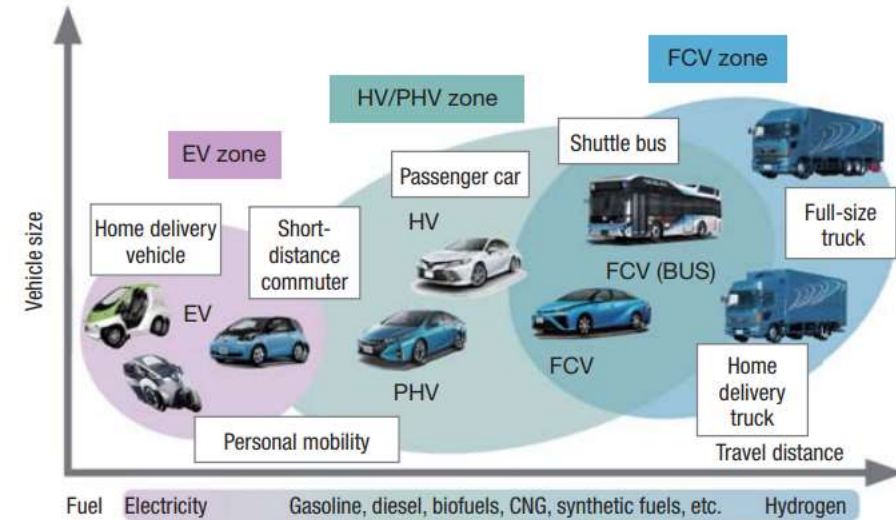 FCV zone
HV/PHV zone
EV zone
Shuttle bus
Passenger car
Home delivery
vehicle
Short-
distance
commuter
HV
Full-size
truck
EV
FCV (BUS)
PHV
FCV
Home
delivery
truck
Personal mobility
Vehicle size
Travel distance
Fuel
Electricity
Gasoline, diesel, biofuels, CNG, synthetic fuels, etc.
Hydrogen